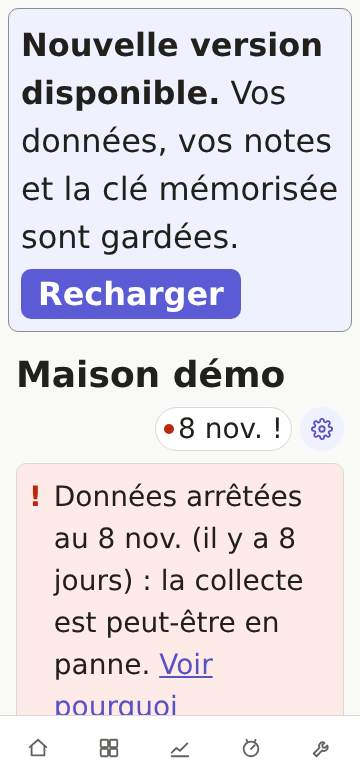 Nouvelle version
disponible. Vos
données, vos notes
et la clé mémorisée
sont gardées.
Recharger
Maison démo
8 nov. !
! Données arrêtées
au 8 nov. (il y a 8
jours) : la collecte
est peut-être en
panne. Voir
pourquoi